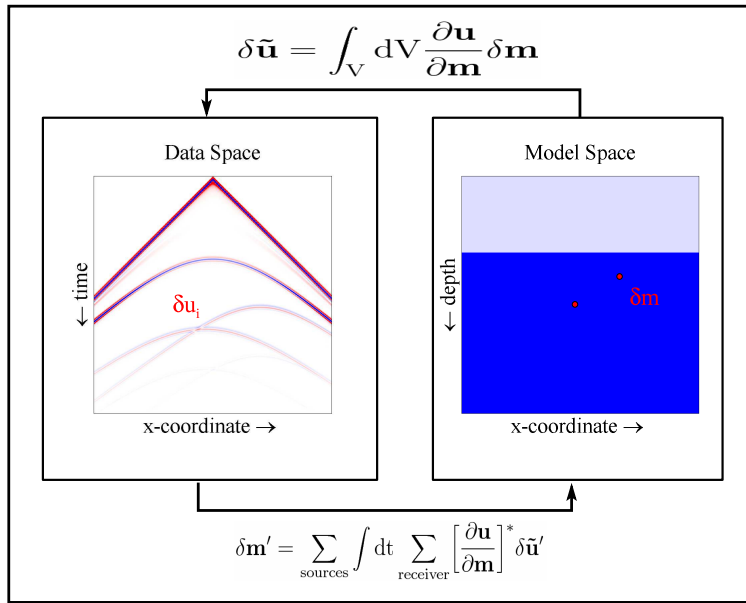 δũ = ∫_V dV ∂u/∂m δm
Data Space
Model Space
← time
δu_i
x-coordinate →
← depth
δm
x-coordinate →
δm′ = ∑_sources ∫ dt ∑_receiver [∂u/∂m]* δũ′